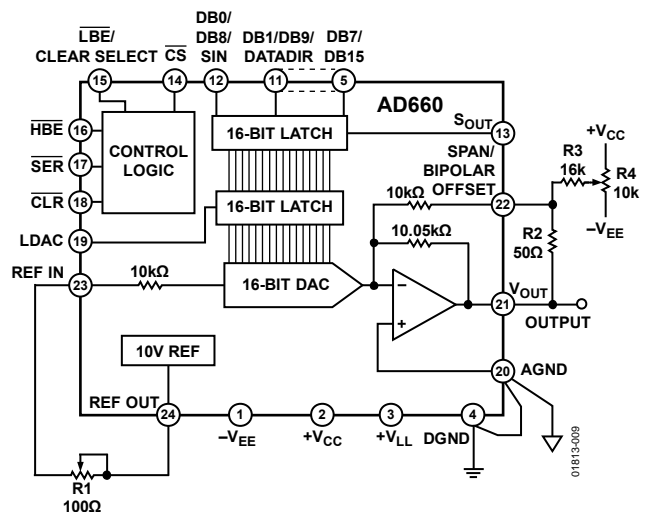 LBE/
CLEAR SELECT
CS
DB0/
DB8/
SIN
DB1/DB9/
DATADIR
DB7/
DB15
15
14
12
11
5
AD660
HBE
16
SER
17
CLR
18
LDAC
19
REF IN
23
CONTROL
LOGIC
16-BIT LATCH
16-BIT LATCH
SOUT
13
SPAN/
BIPOLAR
OFFSET
22
10kΩ
10.05kΩ
10kΩ
16-BIT DAC
−
+
+VCC
R3
16k
R4
10k
−VEE
R2
50Ω
VOUT
21
OUTPUT
10V REF
20
AGND
REF OUT
24
1
−VEE
2
+VCC
3
+VLL
4
DGND
R1
100Ω
01813-009